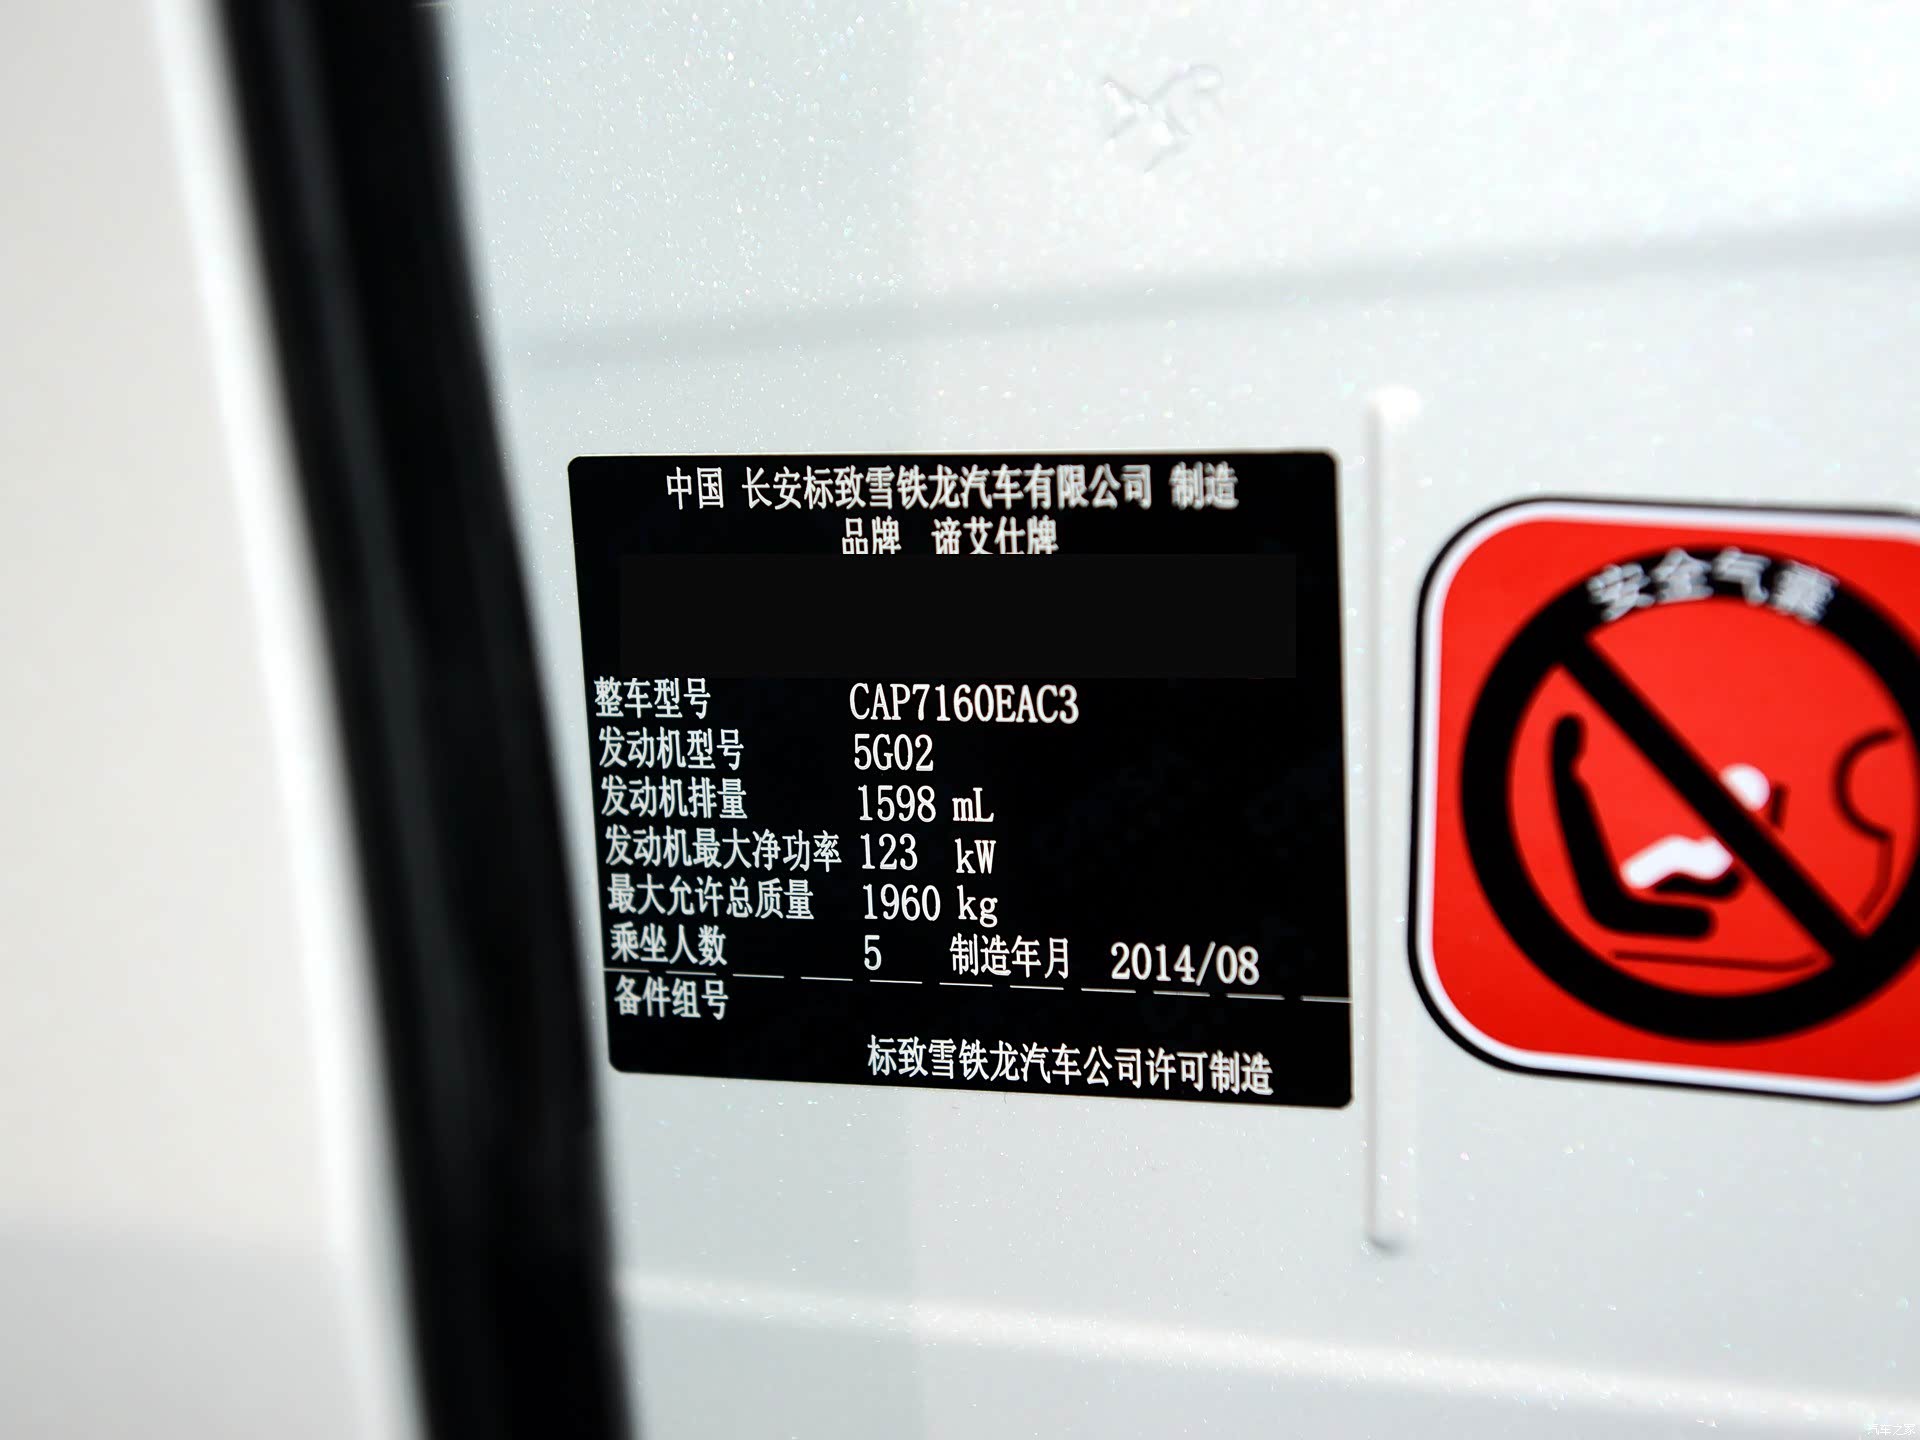 中国 长安标致雪铁龙汽车有限公司 制造
品牌 谛艾仕牌
整车型号 CAP7160EAC3
发动机型号 5G02
发动机排量 1598 mL
发动机最大净功率 123 kW
最大允许总质量 1960 kg
乘坐人数 5 制造年月 2014/08
备件组号
标致雪铁龙汽车公司许可制造
安全气囊
汽车之家